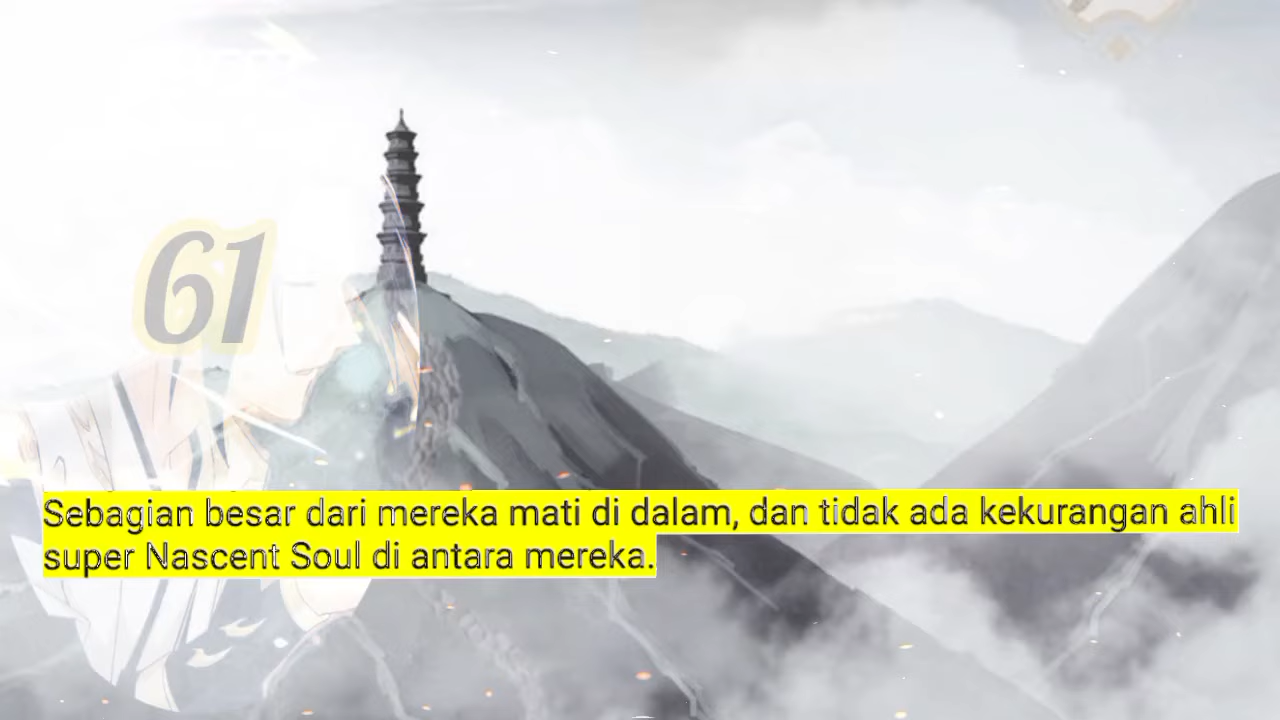 61
Sebagian besar dari mereka mati di dalam, dan tidak ada kekurangan ahli
super Nascent Soul di antara mereka.